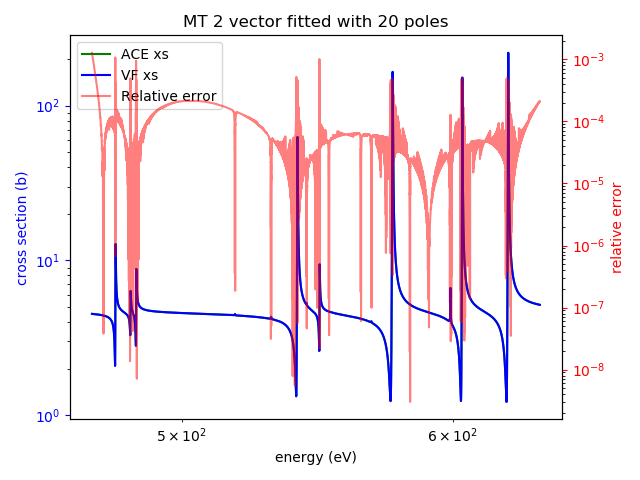 MT 2 vector fitted with 20 poles
ACE xs
VF xs
Relative error
cross section (b)
10²
10¹
10⁰
relative error
10⁻³
10⁻⁴
10⁻⁵
10⁻⁶
10⁻⁷
10⁻⁸
5 × 10² 6 × 10²
energy (eV)